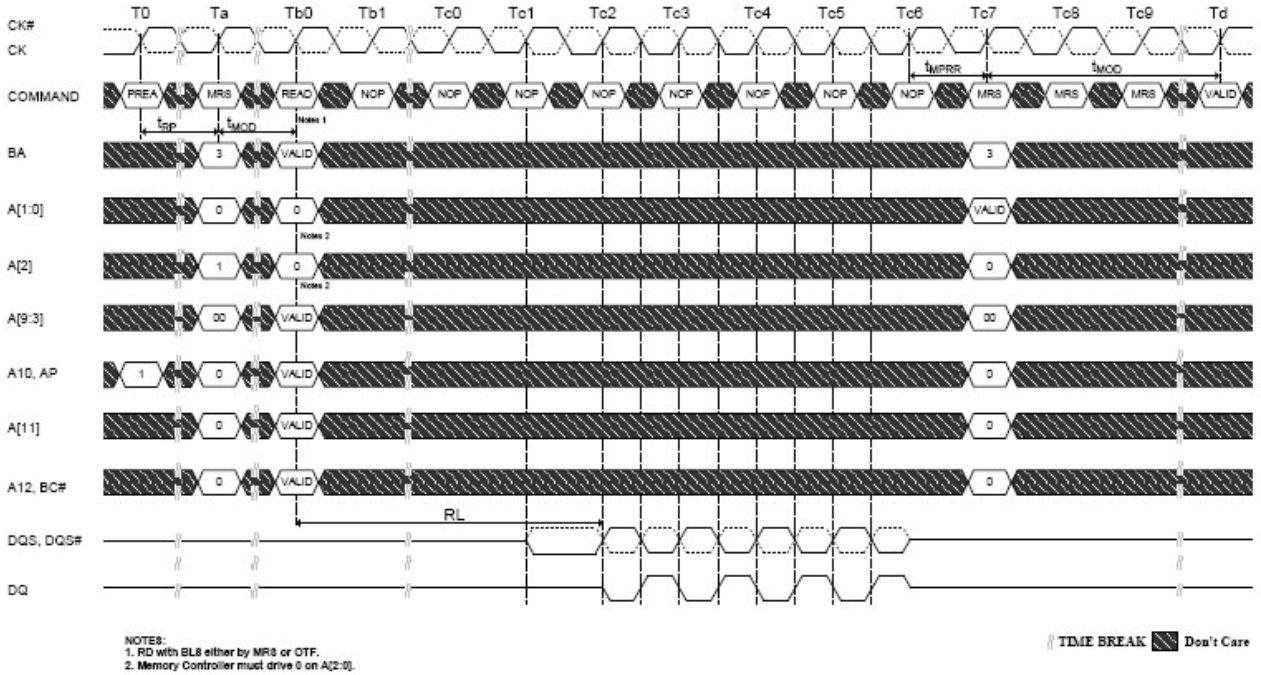 T0 Ta Tb0 Tb1 Tc0 Tc1 Tc2 Tc3 Tc4 Tc5 Tc6 Tc7 Tc8 Tc9 Td
CK#
CK
tMPRR tMOD
COMMAND PREA MRS READ NOP NOP NOP NOP NOP NOP NOP NOP MRS MRS MRS VALID
tRP tMOD Notes 1
BA 3 VALID 3
A[1:0] 0 0 VALID
Notes 2
A[2] 1 0 0
Notes 2
A[9:3] 00 VALID 00
A10, AP 1 0 VALID 0
A[11] 0 VALID 0
A12, BC# 0 VALID 0
RL
DQS, DQS#
DQ
NOTES:
1. RD with BL8 either by MRS or OTF.
2. Memory Controller must drive 0 on A[2:0].
TIME BREAK Don't Care